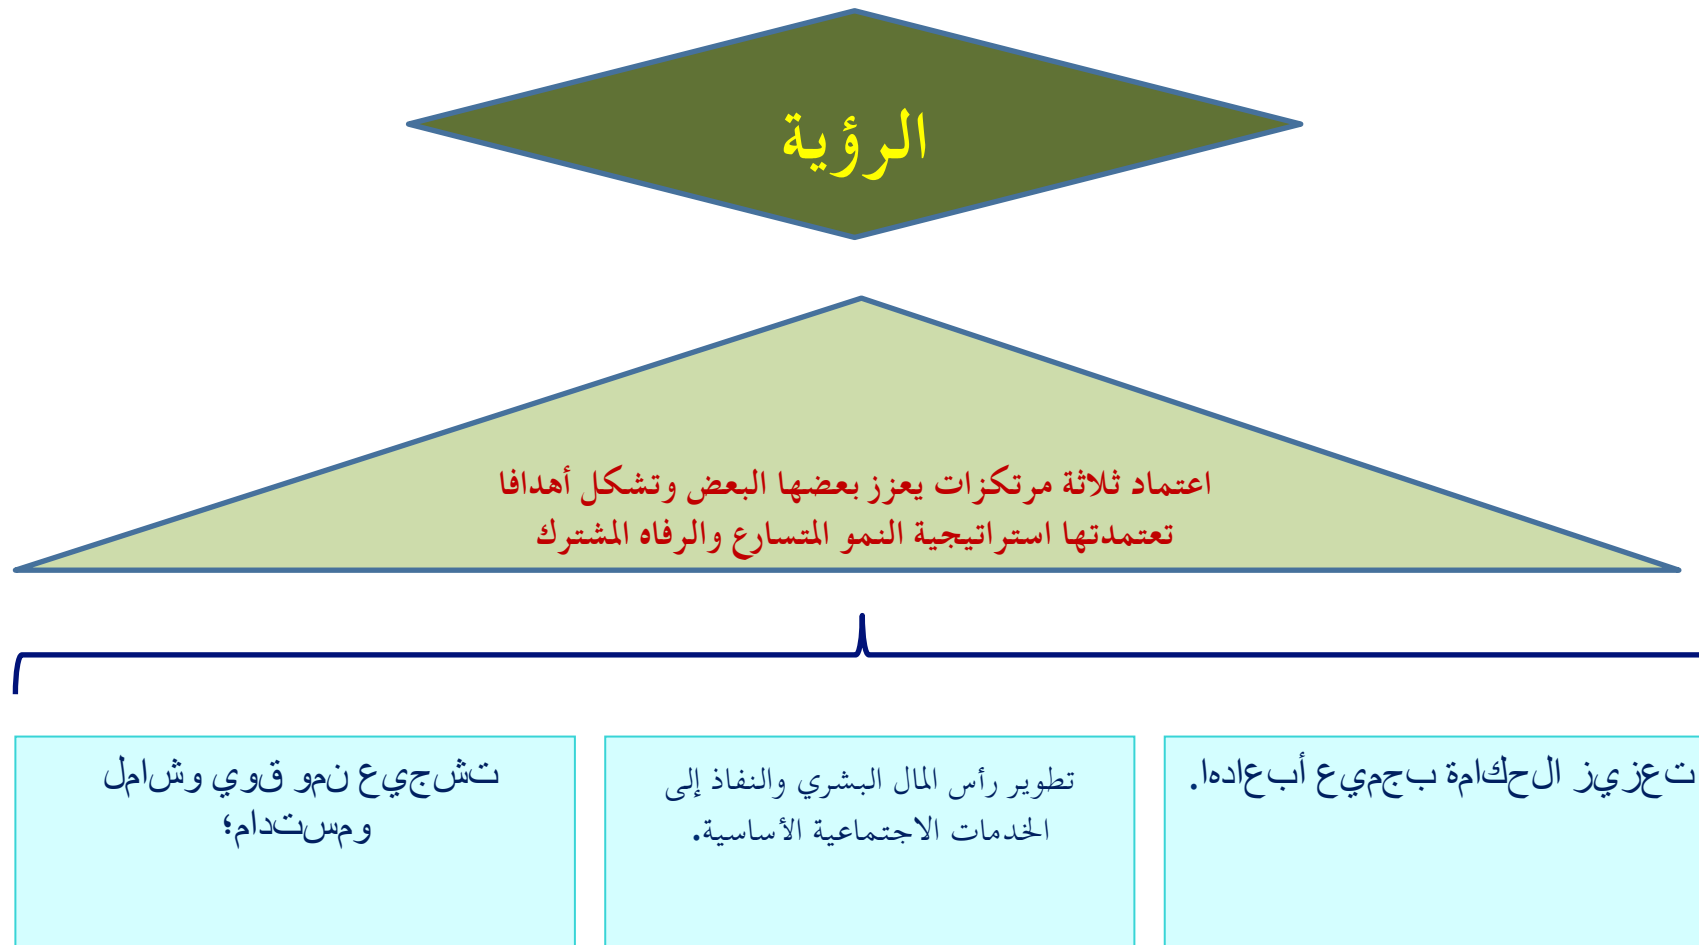 الرؤية
اعتماد ثلاثة مرتكزات يعزز بعضها البعض وتشكل أهدافا
تعتمدتها استراتيجية النمو المتسارع والرفاه المشترك
تعزيز الحكامة بجميع أبعادها.
تطوير رأس المال البشري والنفاذ إلى
الخدمات الاجتماعية الأساسية.
تشجيع نمو قوي وشامل
ومستدام؛